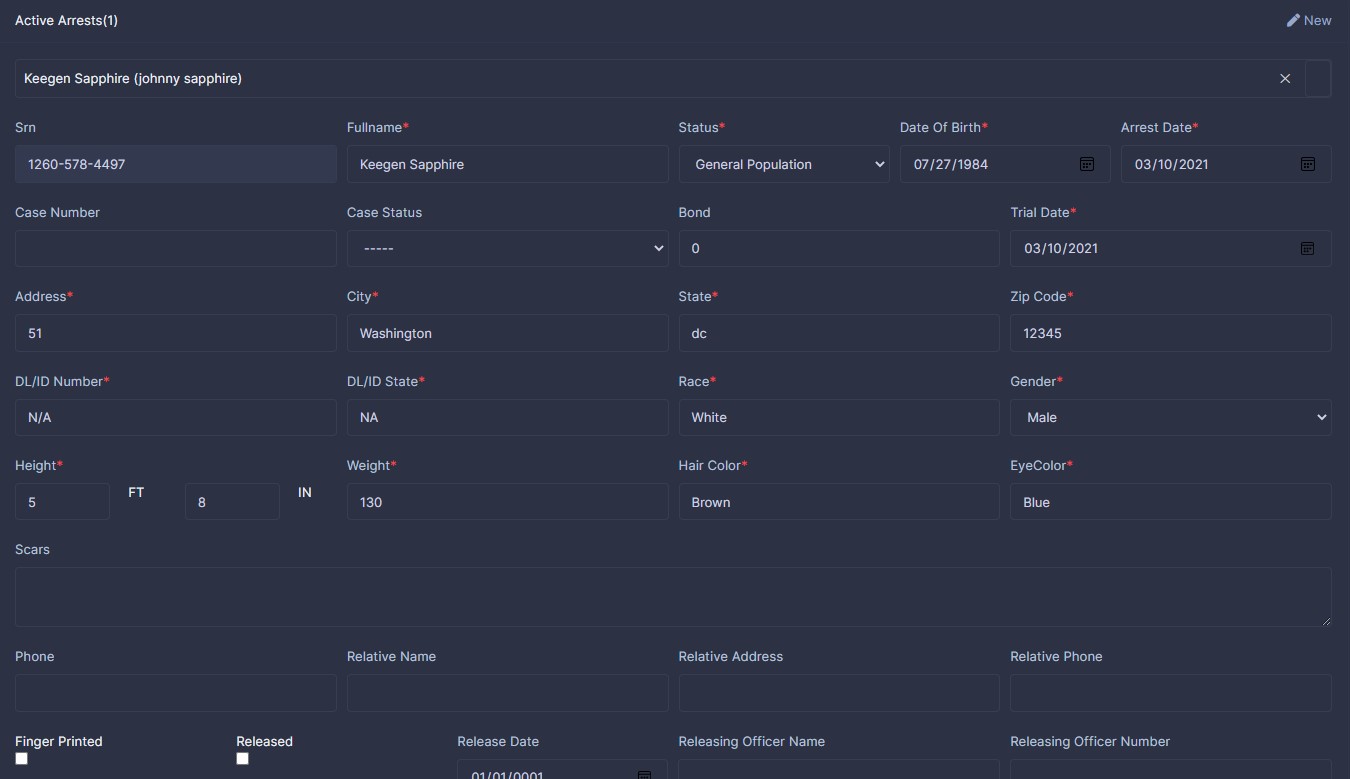 Active Arrests(1) New
Keegen Sapphire (johnny sapphire)
Srn Fullname* Status* Date Of Birth* Arrest Date*
1260-578-4497 Keegen Sapphire General Population 07/27/1984 03/10/2021
Case Number Case Status Bond Trial Date*
----- 0 03/10/2021
Address* City* State* Zip Code*
51 Washington dc 12345
DL/ID Number* DL/ID State* Race* Gender*
N/A NA White Male
Height* Weight* Hair Color* EyeColor*
5 FT 8 IN 130 Brown Blue
Scars
Phone Relative Name Relative Address Relative Phone
Finger Printed Released Release Date Releasing Officer Name Releasing Officer Number
01/01/0001